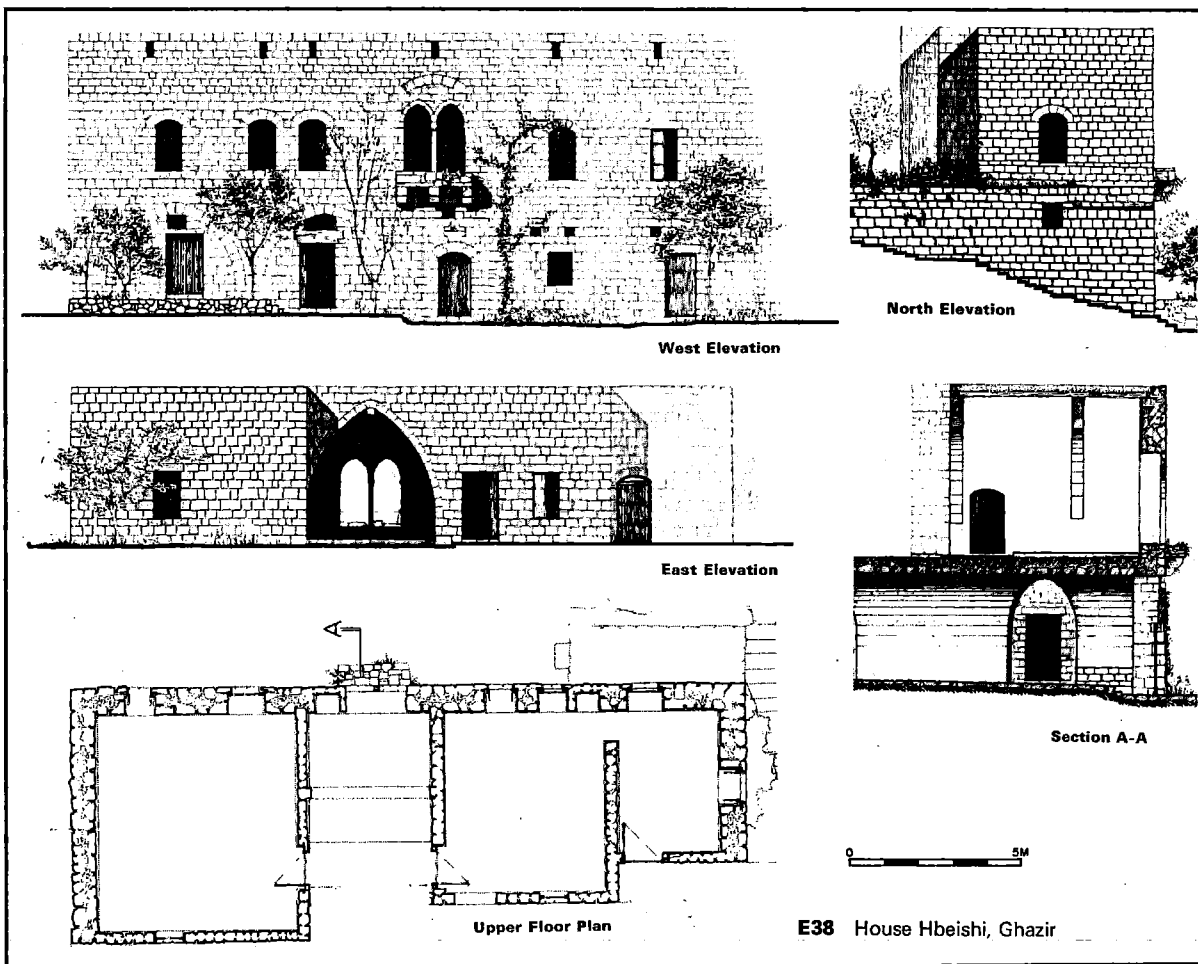 West Elevation
North Elevation
East Elevation
A
Section A-A
0 5M
Upper Floor Plan
E38 House Hbeishi, Ghazir